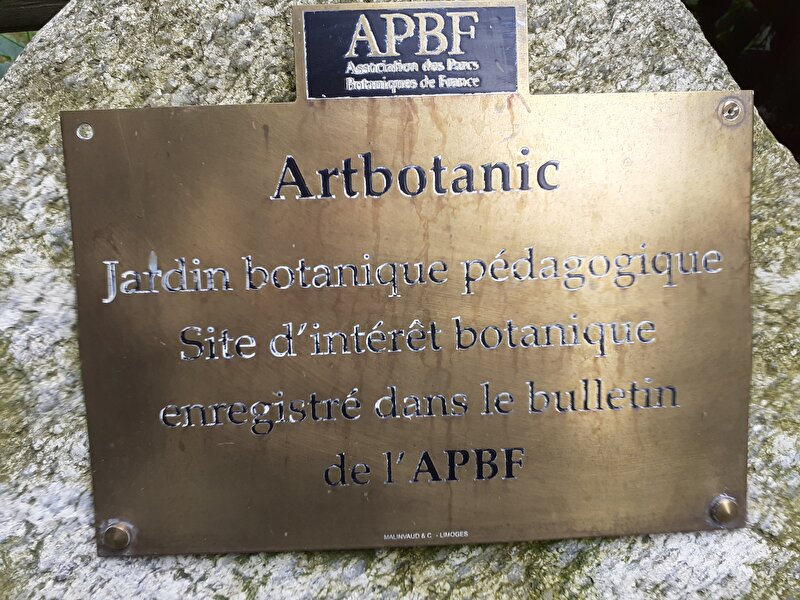 APBF
Association des Parcs
Botaniques de France
Artbotanic
Jardin botanique pédagogique
Site d'intérêt botanique
enregistré dans le bulletin
de l'APBF
MALINVAUD & C - LIMOGES